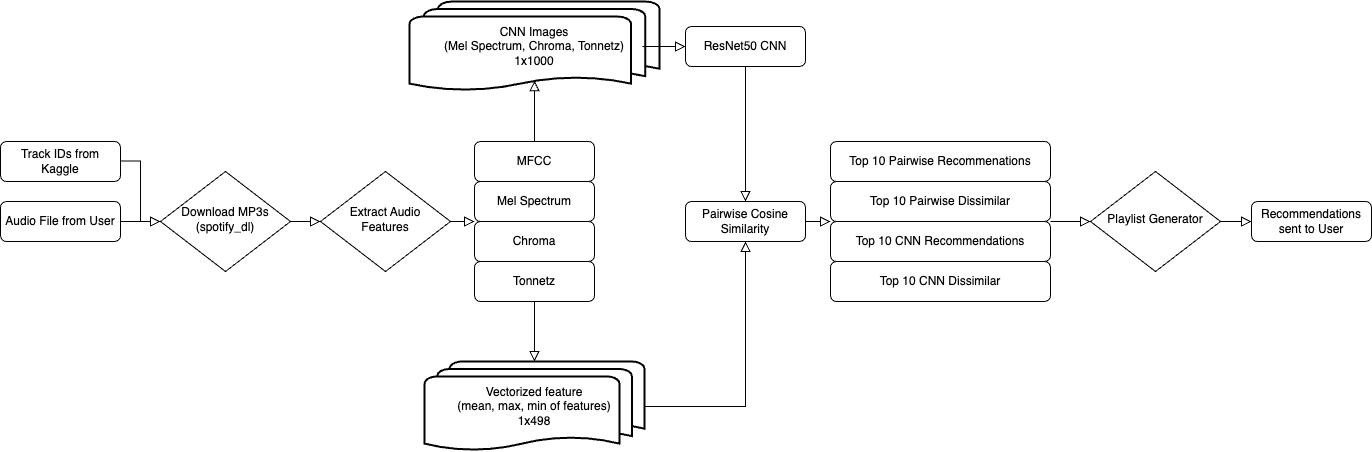 CNN Images
(Mel Spectrum, Chroma, Tonnetz)
1x1000
ResNet50 CNN
Track IDs from
Kaggle
Audio File from User
Download MP3s
(spotify_dl)
Extract Audio
Features
MFCC
Mel Spectrum
Chroma
Tonnetz
Vectorized feature
(mean, max, min of features)
1x498
Pairwise Cosine
Similarity
Top 10 Pairwise Recommenations
Top 10 Pairwise Dissimilar
Top 10 CNN Recommendations
Top 10 CNN Dissimilar
Playlist Generator
Recommendations
sent to User